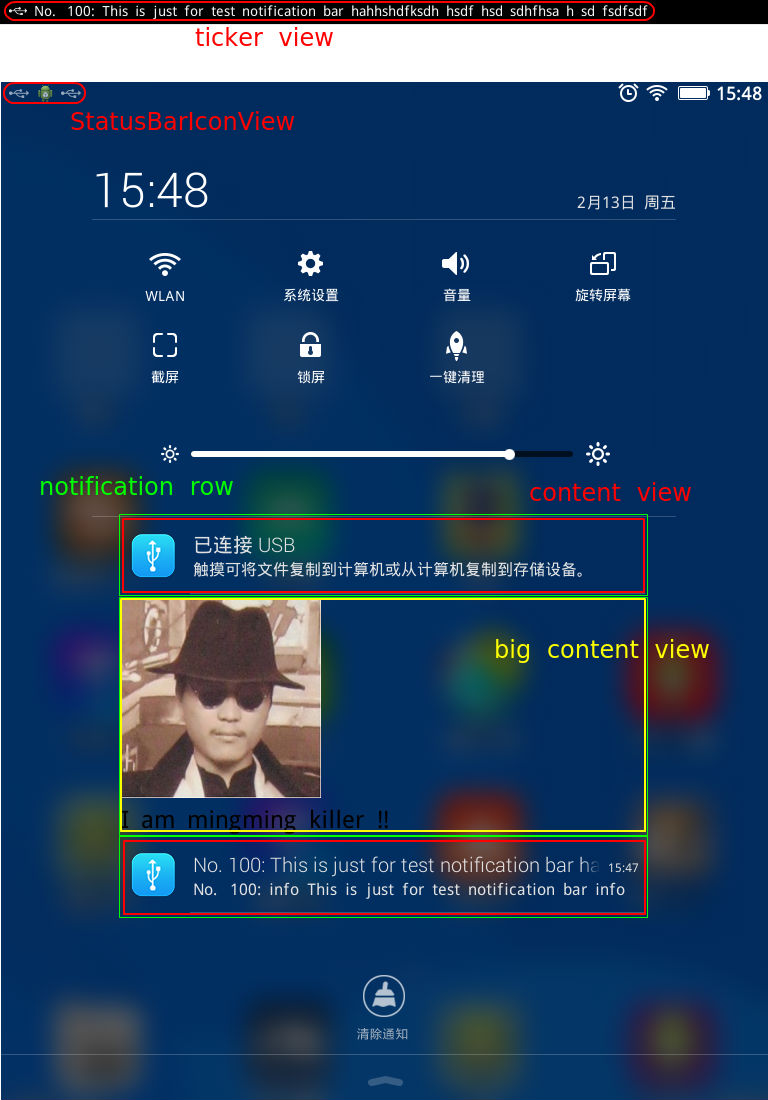 No. 100: This is just for test notification bar hahhshdfksdh hsdf hsd sdhfhsa h sd fsdfsdf
ticker view
15:48
StatusBarIconView
15:48
2月13日 周五
WLAN 系统设置 音量 旋转屏幕
截屏 锁屏 一键清理
notification row
content view
已连接 USB
触摸可将文件复制到计算机或从计算机复制到存储设备。
big content view
I am mingming killer !!
No. 100: This is just for test notification bar ha 15:47
No. 100: info This is just for test notification bar info
清除通知